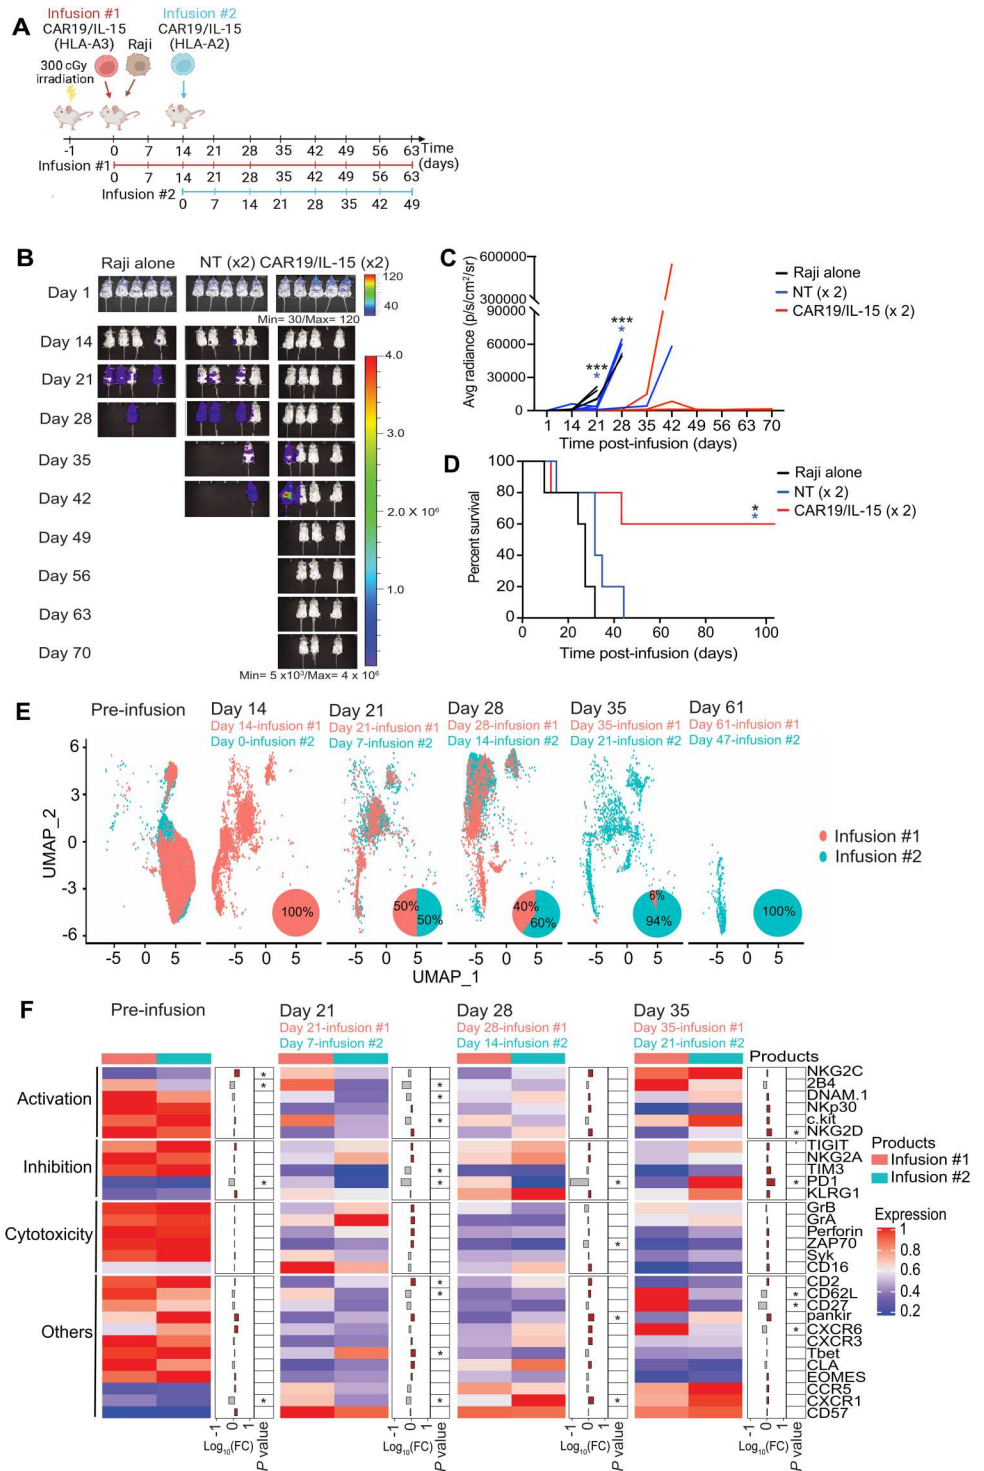 A
Infusion #1
CAR19/IL-15
(HLA-A3)
Raji
Infusion #2
CAR19/IL-15
(HLA-A2)
300 cGy
irradiation
-1 0 7 14 21 28 35 42 49 56 63 Time
(days)
Infusion #1
0 7 14 21 28 35 42 49 56 63
Infusion #2
0 7 14 21 28 35 42 49
B
Raji alone NT (x2) CAR19/IL-15 (x2)
Day 1
120
40
Min= 30/Max= 120
Day 14
Day 21
Day 28
Day 35
Day 42
Day 49
Day 56
Day 63
Day 70
4.0
3.0
2.0 X 10⁶
1.0
Min= 5 x10³/Max= 4 x 10⁶
C
Avg radiance (p/s/cm²/sr)
600000
300000
90000
60000
30000
0
***
*
***
*
1 14 21 28 35 42 49 56 63 70
Time post-infusion (days)
Raji alone
NT (x 2)
CAR19/IL-15 (x 2)
D
Percent survival
100
80
60
40
20
0
0 20 40 60 80 100
Time post-infusion (days)
*
*
Raji alone
NT (x 2)
CAR19/IL-15 (x 2)
E
Pre-infusion
Day 14
Day 14-infusion #1
Day 0-infusion #2
Day 21
Day 21-infusion #1
Day 7-infusion #2
Day 28
Day 28-infusion #1
Day 14-infusion #2
Day 35
Day 35-infusion #1
Day 21-infusion #2
Day 61
Day 61-infusion #1
Day 47-infusion #2
UMAP_2
6
3
0
-3
-6
100%
50%
50%
40%
60%
6%
94%
100%
-5 0 5 -5 0 5 -5 0 5 -5 0 5 -5 0 5 -5 0 5
UMAP_1
Infusion #1
Infusion #2
F
Pre-infusion
Day 21
Day 21-infusion #1
Day 7-infusion #2
Day 28
Day 28-infusion #1
Day 14-infusion #2
Day 35
Day 35-infusion #1
Day 21-infusion #2
Products
Activation
NKG2C
2B4
DNAM.1
NKp30
c.kit
NKG2D
Inhibition
TIGIT
NKG2A
TIM3
PD1
KLRG1
Cytotoxicity
GrB
GrA
Perforin
ZAP70
Syk
CD16
Others
CD2
CD62L
CD27
pankir
CXCR6
CXCR3
Tbet
CLA
EOMES
CCR5
CXCR1
CD57
Products
Infusion #1
Infusion #2
Expression
1
0.8
0.6
0.4
0.2
-1 0 1 -1 0 1 -1 0 1 -1 0 1
Log₁₀(FC) P value Log₁₀(FC) P value Log₁₀(FC) P value Log₁₀(FC) P value